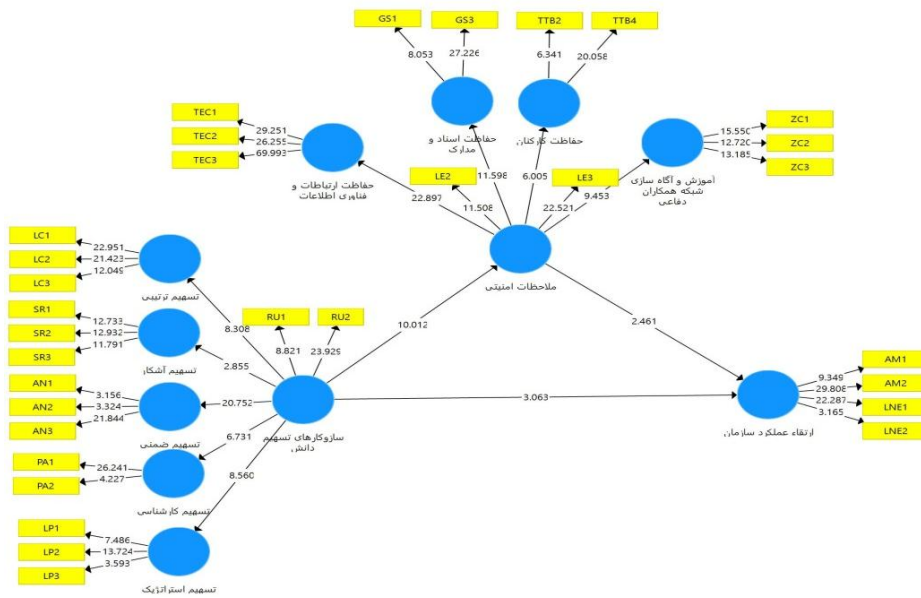 GS1
GS3
TTB2
TTB4
8.053
27.226
6.341
20.058
TEC1
TEC2
TEC3
29.251
26.255
69.993
حفاظت ارتباطات و
فناوری اطلاعات
حفاظت اسناد و
مدارک
حفاظت کارکنان
ZC1
ZC2
ZC3
15.550
12.720
13.185
آموزش و آگاه سازی
شبکه همکاران
دفاعی
LE2
LE3
22.897
11.508
11.598
6.005
22.521
9.453
ملاحظات امنیتی
LC1
LC2
LC3
22.951
21.423
12.049
تسهیم ترتیبی
SR1
SR2
SR3
12.733
12.932
11.791
تسهیم آشکار
AN1
AN2
AN3
3.156
3.324
21.844
تسهیم ضمنی
PA1
PA2
26.241
4.227
تسهیم کارشناسی
LP1
LP2
LP3
7.486
13.724
3.593
تسهیم استراتژیک
RU1
RU2
8.821
23.929
8.308
2.855
20.752
6.731
8.560
سازوکارهای تسهیم
دانش
10.012
2.461
3.063
AM1
AM2
LNE1
LNE2
9.349
29.808
22.287
3.165
ارتقاء عملکرد سازمان